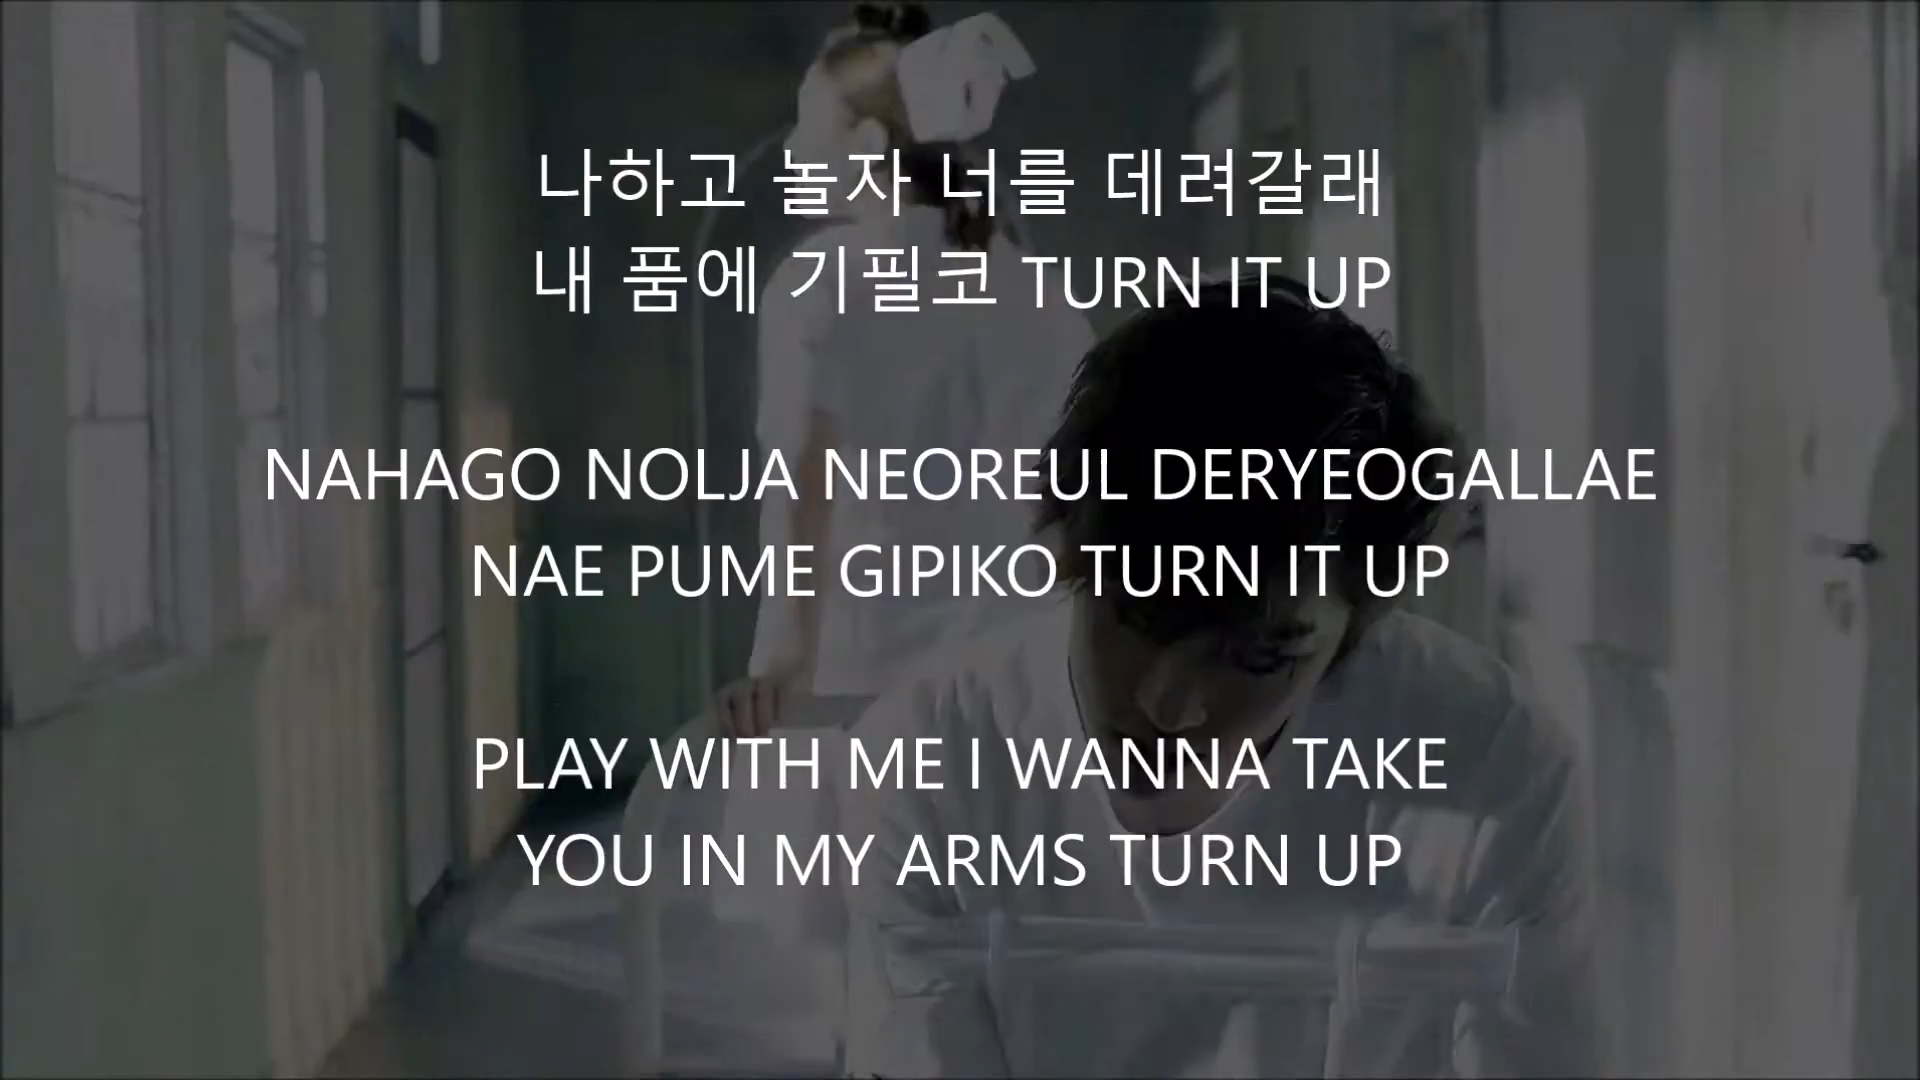 나하고 놀자 너를 데려갈래
내 품에 기필코 TURN IT UP
NAHAGO NOLJA NEOREUL DERYEOGALLAE
NAE PUME GIPIKO TURN IT UP
PLAY WITH ME I WANNA TAKE
YOU IN MY ARMS TURN UP